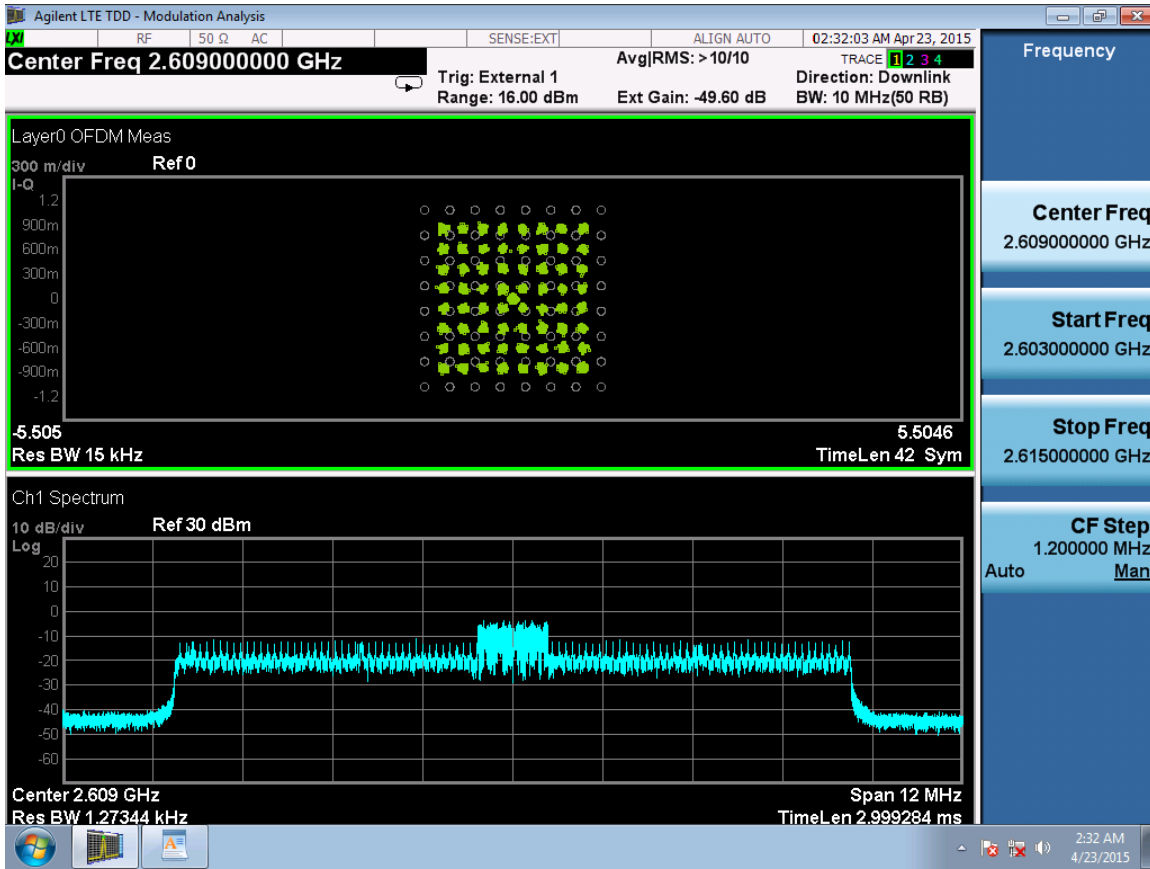 Agilent LTE TDD - Modulation Analysis
LXI
RF
50 Ω AC
SENSE:EXT
ALIGN AUTO
02:32:03 AM Apr 23, 2015
Center Freq 2.609000000 GHz
Trig: External 1
Range: 16.00 dBm
Avg|RMS: >10/10
Ext Gain: -49.60 dB
TRACE 1 2 3 4
Direction: Downlink
BW: 10 MHz(50 RB)
Layer0 OFDM Meas
300 m/div
Ref 0
I-Q
1.2
900m
600m
300m
0
-300m
-600m
-900m
-1.2
-5.505
5.5046
Res BW 15 kHz
TimeLen 42 Sym
Ch1 Spectrum
10 dB/div
Ref 30 dBm
Log
20
10
0
-10
-20
-30
-40
-50
-60
Center 2.609 GHz
Span 12 MHz
Res BW 1.27344 kHz
TimeLen 2.999284 ms
Frequency
Center Freq
2.609000000 GHz
Start Freq
2.603000000 GHz
Stop Freq
2.615000000 GHz
CF Step
1.200000 MHz
Auto Man
2:32 AM
4/23/2015